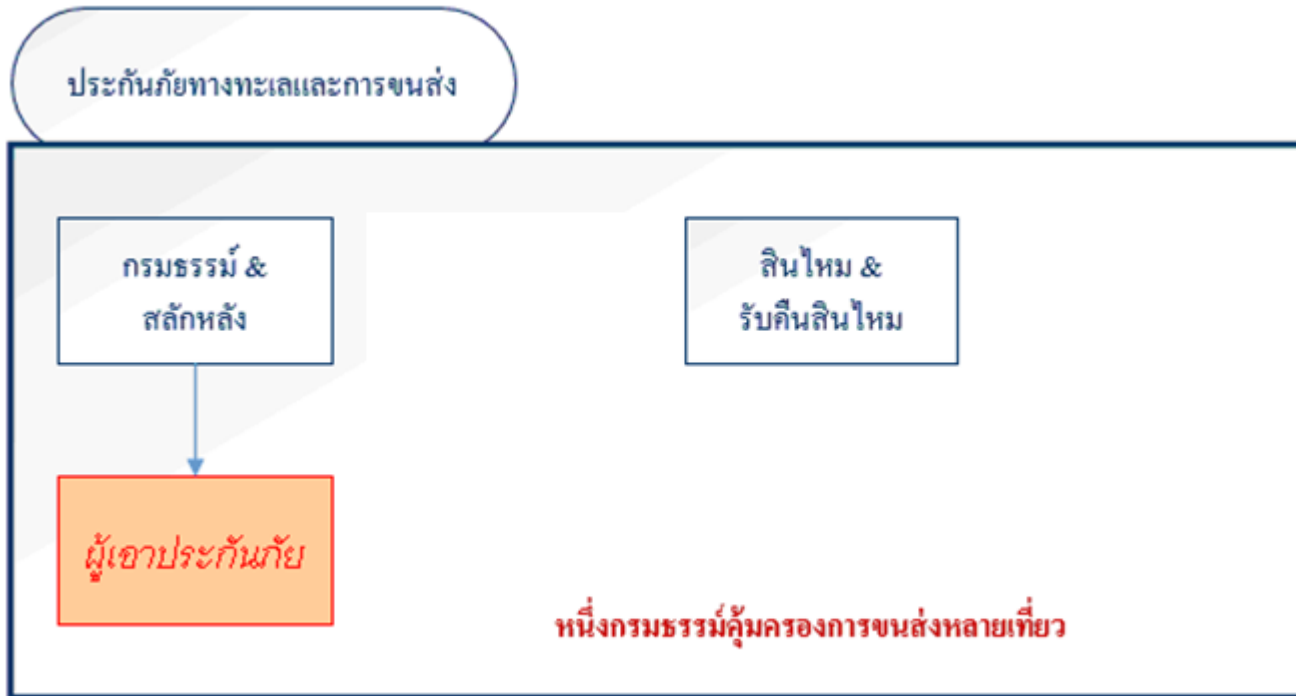 ประกันภัยทางทะเลและการขนส่ง
กรมธรรม์ &
สลักหลัง
สินไหม &
รับคืนสินไหม
ผู้เอาประกันภัย
หนึ่งกรมธรรม์คุ้มครองการขนส่งหลายเที่ยว